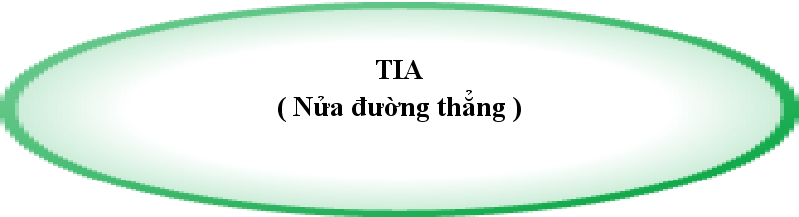 TIA
( Nửa đường thẳng )